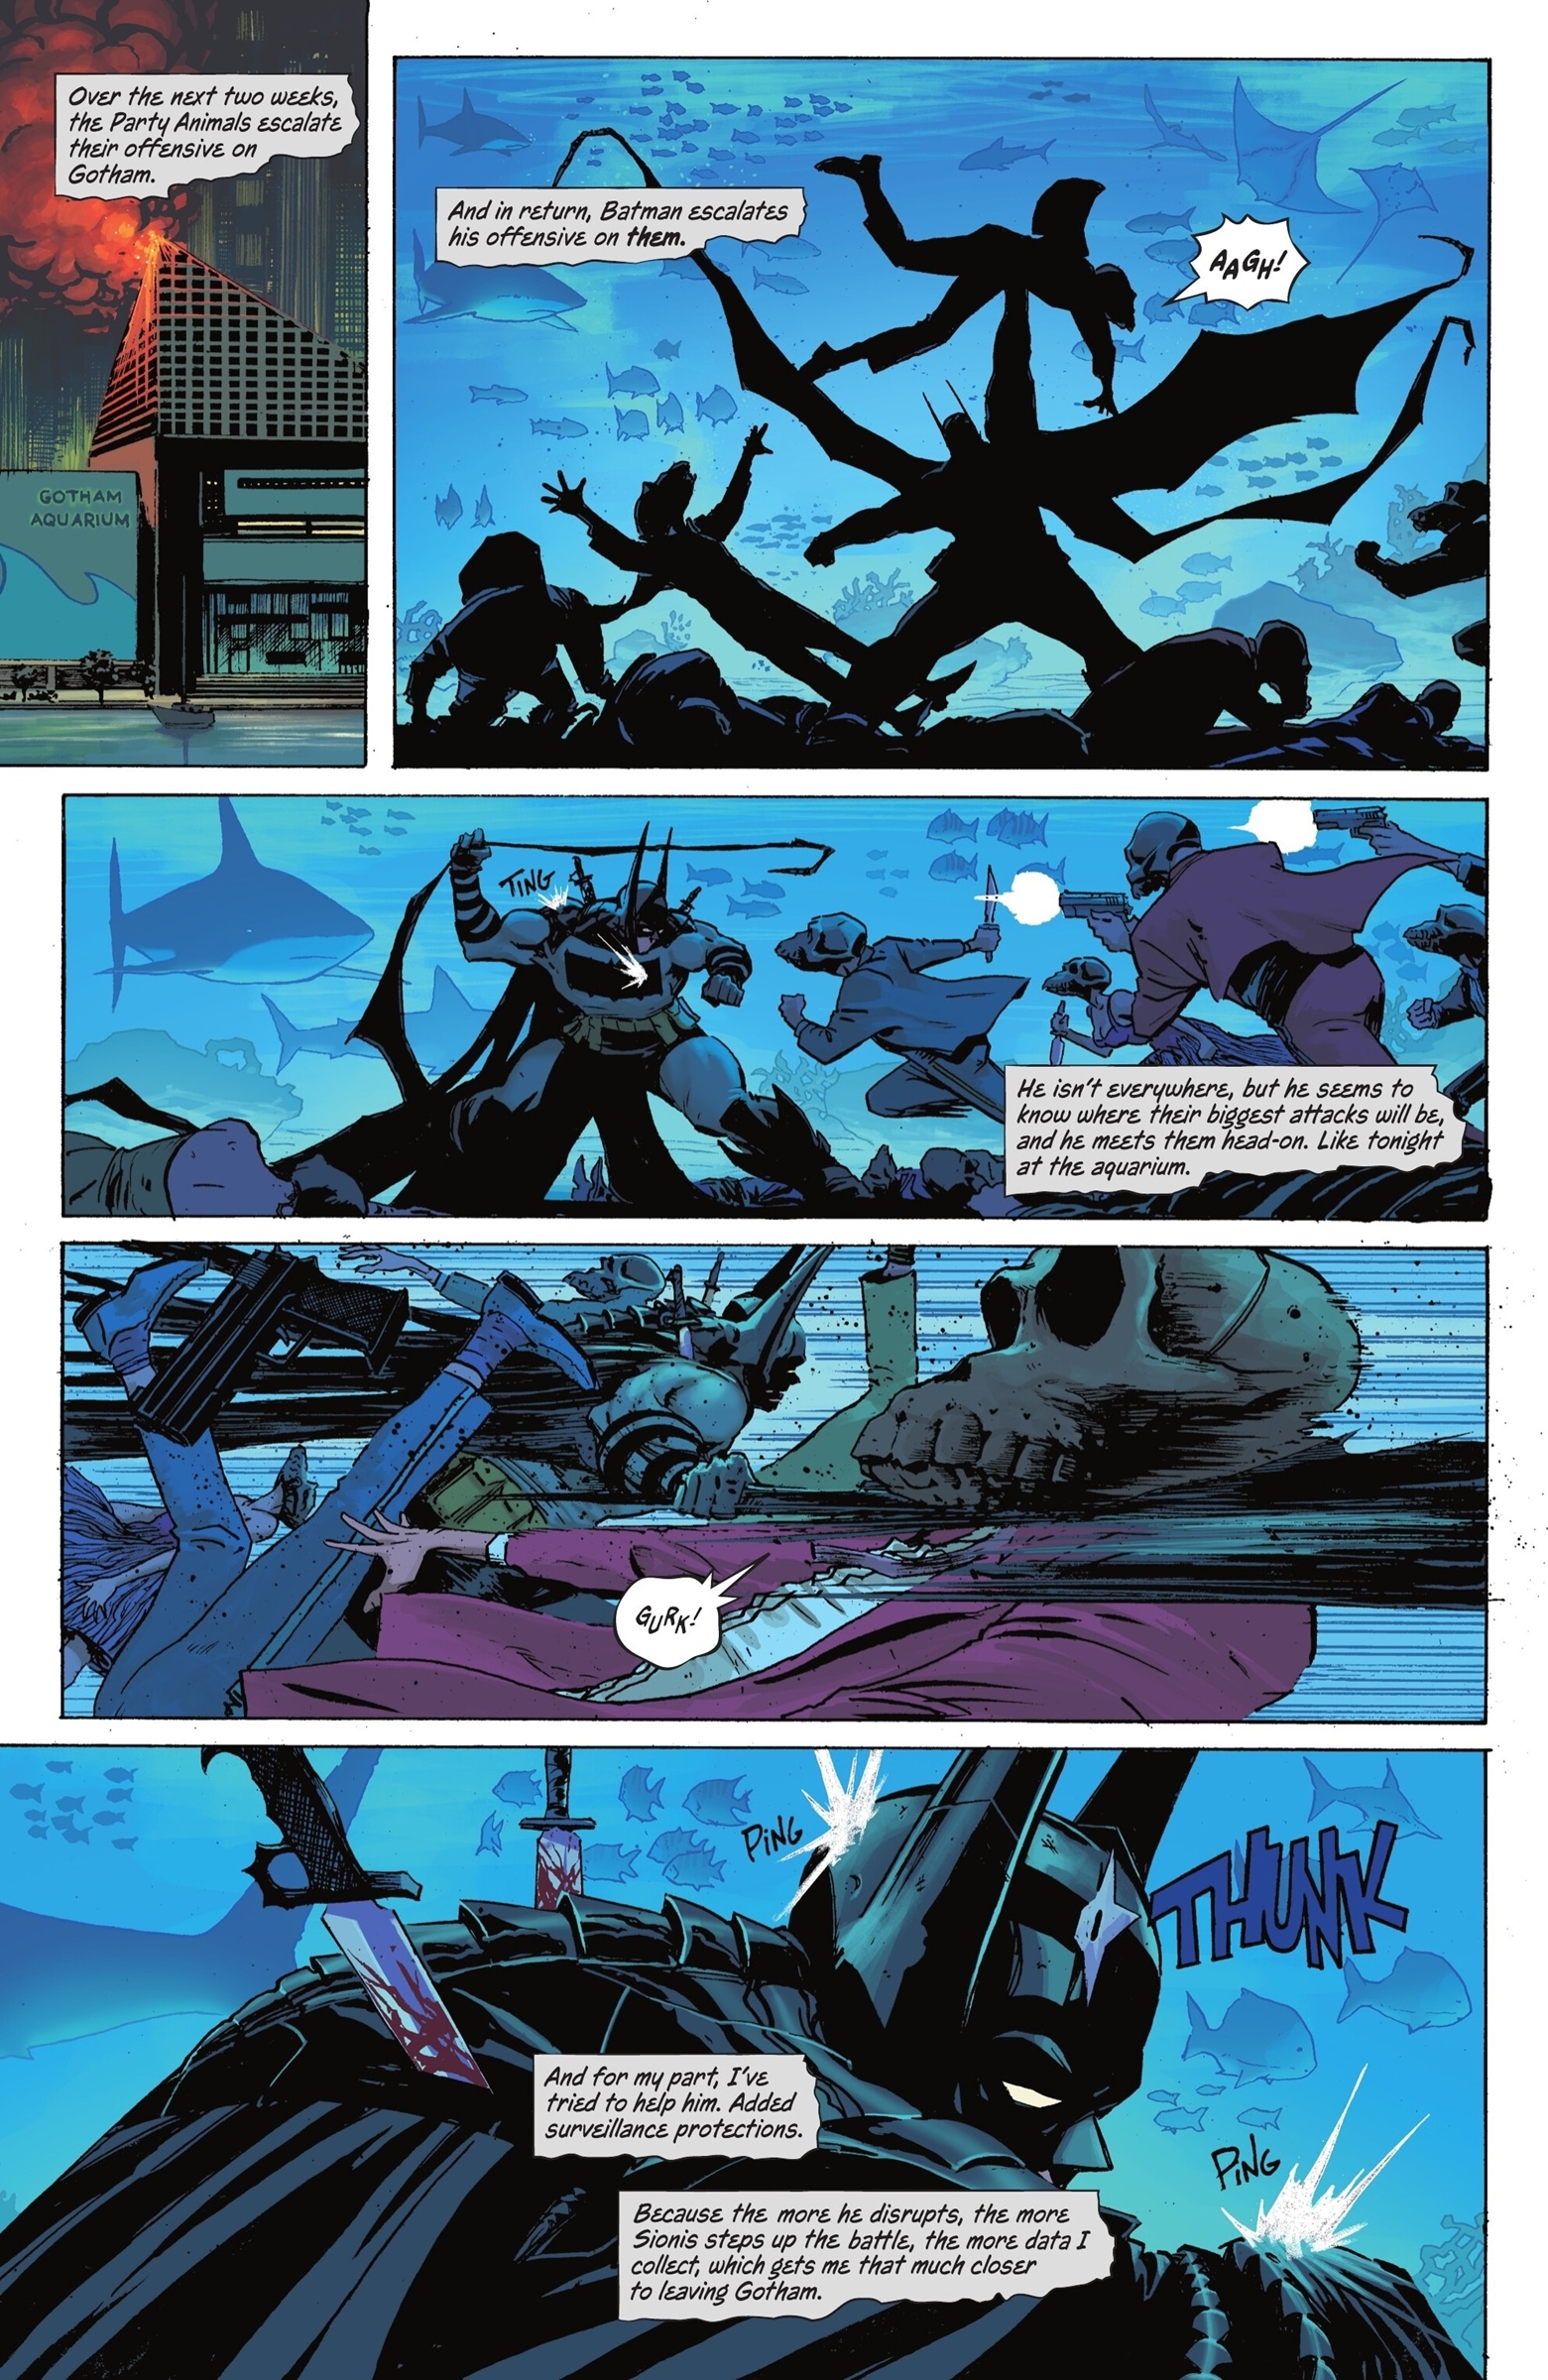 Over the next two weeks,
the Party Animals escalate
their offensive on
Gotham.
GOTHAM
AQUARIUM
And in return, Batman escalates
his offensive on them.
AAGH!
TING
He isn't everywhere, but he seems to
know where their biggest attacks will be,
and he meets them head-on. Like tonight
at the aquarium.
GURK!
PING
THUNK
And for my part, I've
tried to help him. Added
surveillance protections.
PING
Because the more he disrupts, the more
Sionis steps up the battle, the more data I
collect, which gets me that much closer
to leaving Gotham.